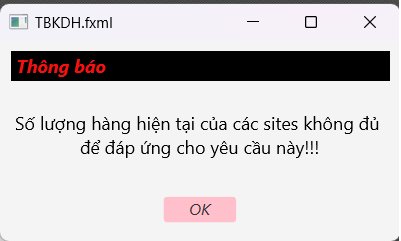 TBKDH.fxml
Thông báo
Số lượng hàng hiện tại của các sites không đủ
để đáp ứng cho yêu cầu này!!!
OK